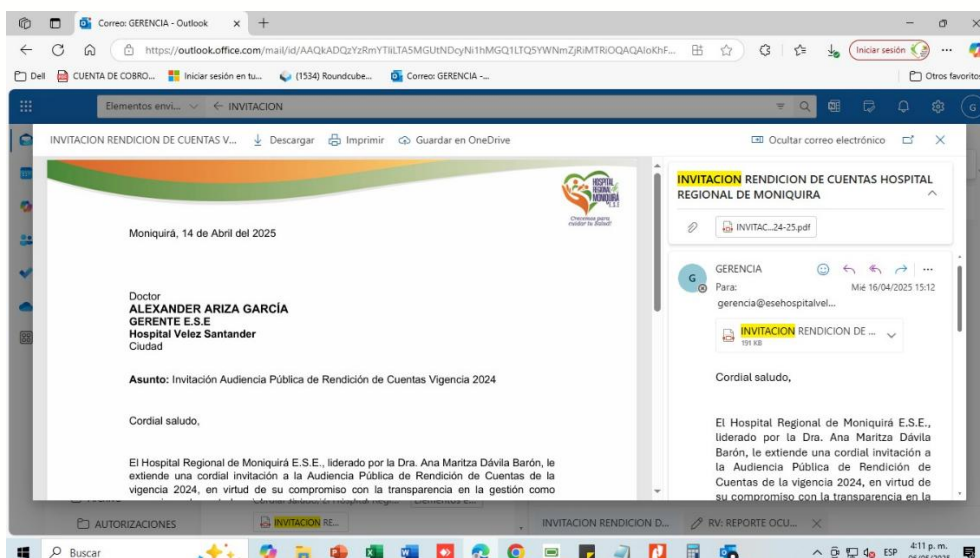 Correo: GERENCIA - Outlook
https://outlook.office.com/mail/id/AAQkADQzYzRmYTliLTA5MGUtNDcyNi1hMGQ1LTQ5YWNmZjRiMTRiOQAQAIoKhF...
Iniciar sesión
Dell
CUENTA DE COBRO...
Iniciar sesión en tu...
(1534) Roundcube...
Correo: GERENCIA -...
Otros favoritos
Elementos envi...
INVITACION
INVITACION RENDICION DE CUENTAS V...
Descargar
Imprimir
Guardar en OneDrive
Ocultar correo electrónico
HOSPITAL
REGIONAL
MONIQUIRÁ
E.S.E
Crecemos para
cuidar tu Salud!
Moniquirá, 14 de Abril del 2025
Doctor
ALEXANDER ARIZA GARCÍA
GERENTE E.S.E
Hospital Velez Santander
Ciudad
Asunto: Invitación Audiencia Pública de Rendición de Cuentas Vigencia 2024
Cordial saludo,
El Hospital Regional de Moniquirá E.S.E., liderado por la Dra. Ana Maritza Dávila Barón, le
extiende una cordial invitación a la Audiencia Pública de Rendición de Cuentas de la
vigencia 2024, en virtud de su compromiso con la transparencia en la gestión como
INVITACION RENDICION DE CUENTAS HOSPITAL
REGIONAL DE MONIQUIRA
INVITAC...24-25.pdf
G
GERENCIA
Para:
Mié 16/04/2025 15:12
gerencia@esehospitalvel...
INVITACION RENDICION DE ...
191 KB
Cordial saludo,
El Hospital Regional de Moniquirá E.S.E.,
liderado por la Dra. Ana Maritza Dávila
Barón, le extiende una cordial invitación a
la Audiencia Pública de Rendición de
Cuentas de la vigencia 2024, en virtud de
su compromiso con la transparencia en la
AUTORIZACIONES
INVITACION RE...
INVITACION RENDICION D...
RV: REPORTE OCU...
Buscar
ESP
4:11 p. m.